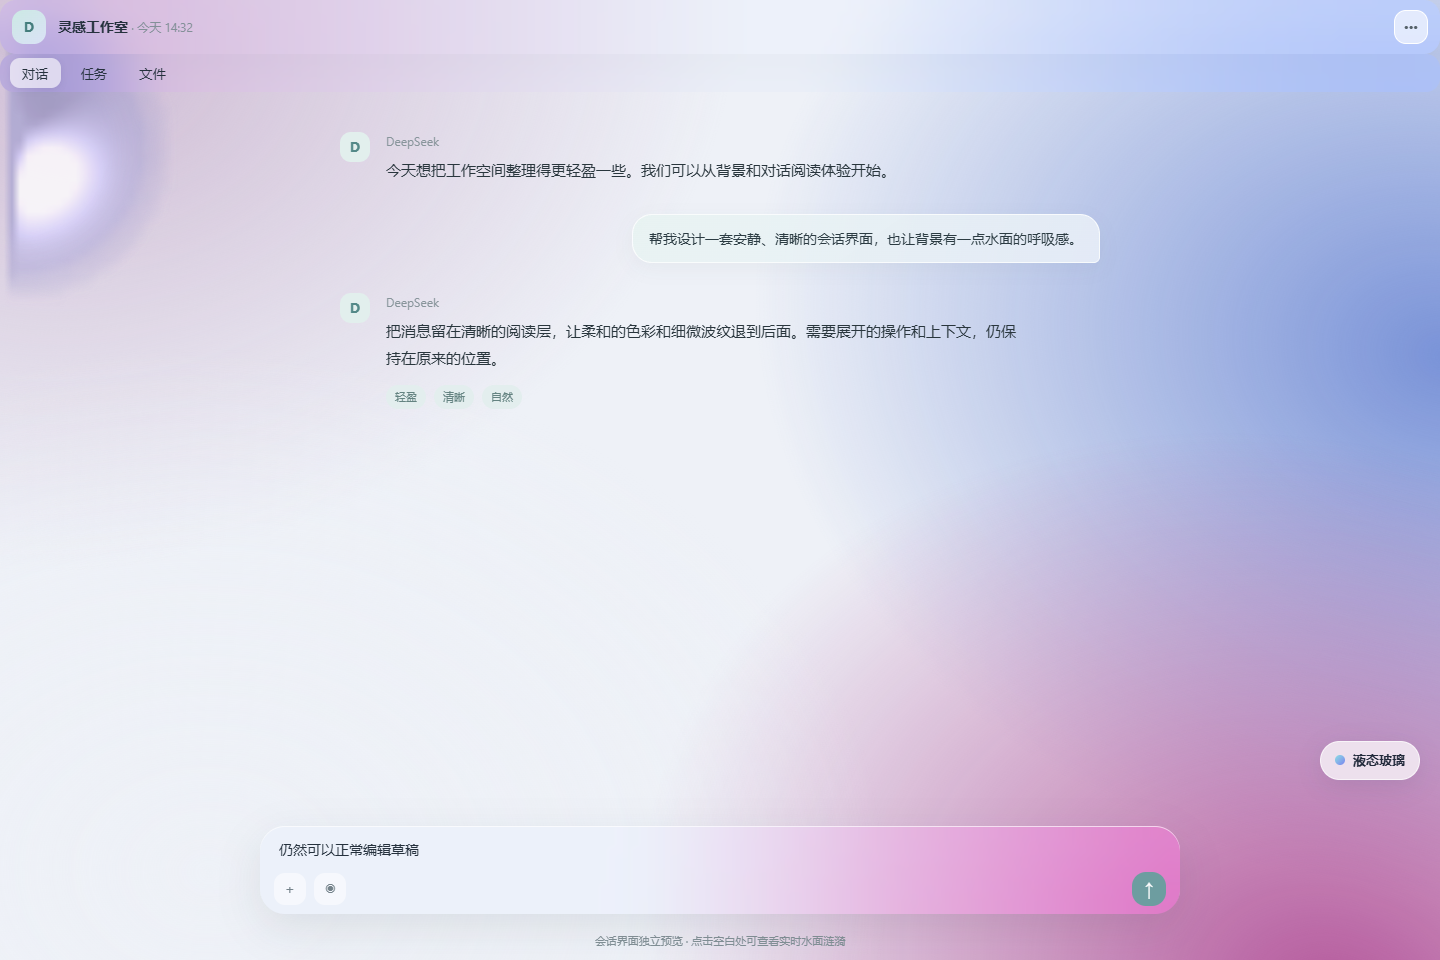 D 灵感工作室 · 今天 14:32 •••
对话 任务 文件
D DeepSeek
今天想把工作空间整理得更轻盈一些。我们可以从背景和对话阅读体验开始。
帮我设计一套安静、清晰的会话界面，也让背景有一点水面的呼吸感。
D DeepSeek
把消息留在清晰的阅读层，让柔和的色彩和细微波纹退到后面。需要展开的操作和上下文，仍保
持在原来的位置。
轻盈 清晰 自然
液态玻璃
仍然可以正常编辑草稿
+ ◉ ↑
会话界面独立预览 · 点击空白处可查看实时水面涟漪